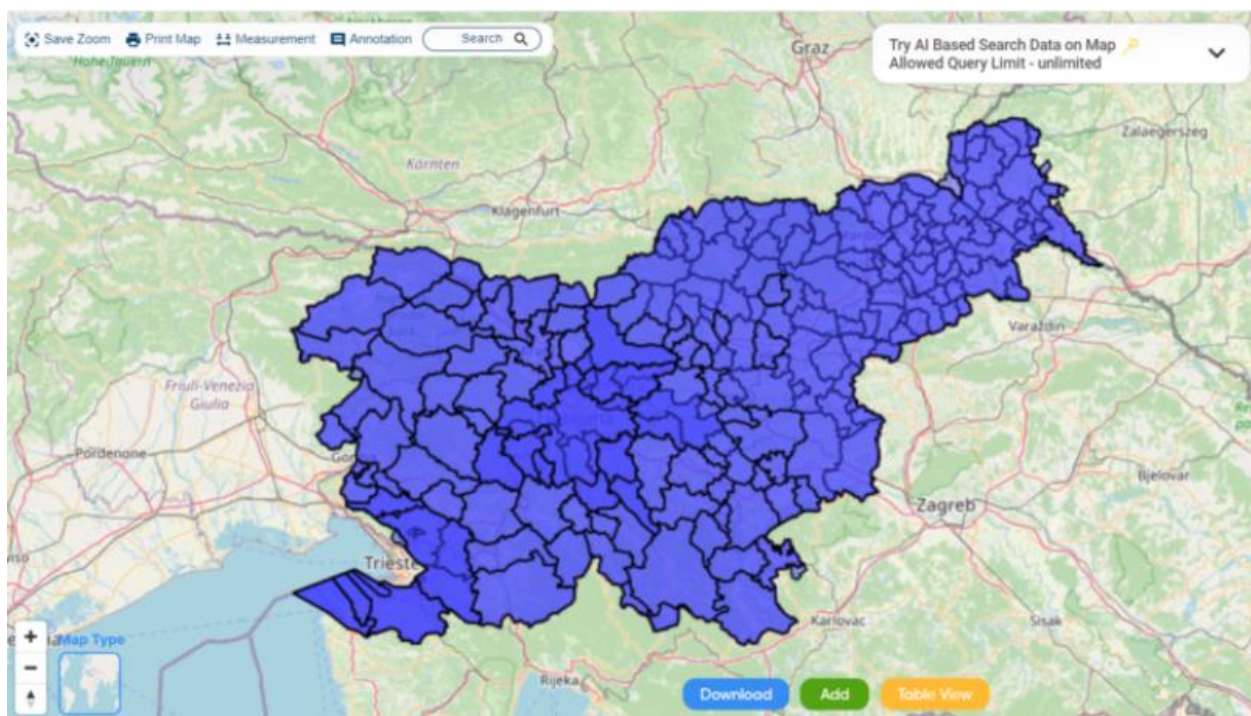 Save Zoom Print Map Measurement Annotation Search
Try AI Based Search Data on Map
Allowed Query Limit - unlimited
Graz
Zalaegerszeg
Kärnten
Klagenfurt
Varaždin
Friuli-Venezia
Giulia
Pordenone
Bjelovar
Zagreb
Trieste
Karlovac
Sisak
Rijeka
Map Type
Download Add Table View